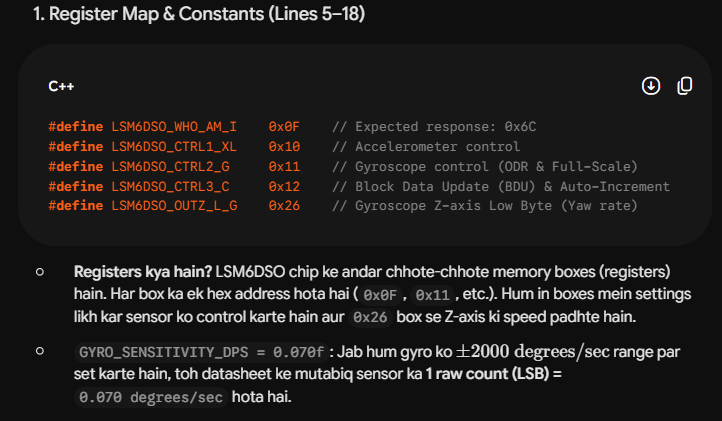 1. Register Map & Constants (Lines 5–18)
C++
#define LSM6DSO_WHO_AM_I    0x0F    // Expected response: 0x6C
#define LSM6DSO_CTRL1_XL    0x10    // Accelerometer control
#define LSM6DSO_CTRL2_G     0x11    // Gyroscope control (ODR & Full-Scale)
#define LSM6DSO_CTRL3_C     0x12    // Block Data Update (BDU) & Auto-Increment
#define LSM6DSO_OUTZ_L_G    0x26    // Gyroscope Z-axis Low Byte (Yaw rate)
Registers kya hain? LSM6DSO chip ke andar chhote-chhote memory boxes (registers)
hain. Har box ka ek hex address hota hai ( 0x0F , 0x11 , etc.). Hum in boxes mein settings
likh kar sensor ko control karte hain aur 0x26 box se Z-axis ki speed padhte hain.
GYRO_SENSITIVITY_DPS = 0.070f : Jab hum gyro ko ±2000 degrees/sec range par
set karte hain, toh datasheet ke mutabiq sensor ka 1 raw count (LSB) =
0.070 degrees/sec hota hai.